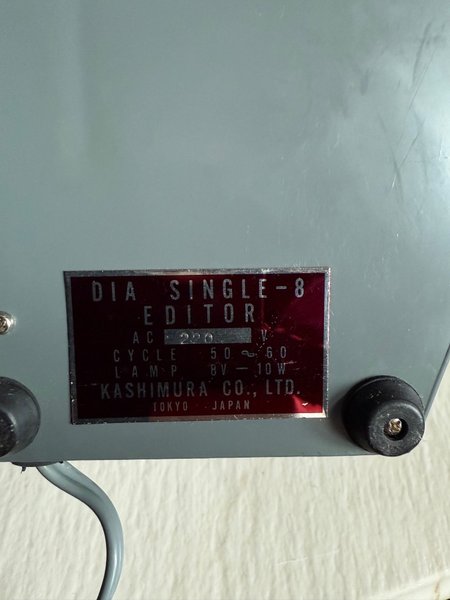 DIA SINGLE-8
EDITOR
AC 220 V
CYCLE 50~60
LAMP 8V-10W
KASHIMURA CO., LTD.
TOKYO JAPAN